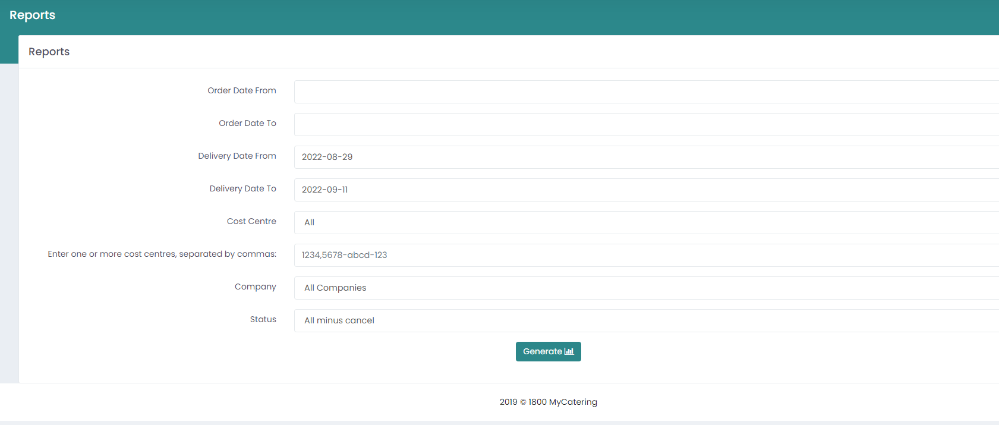 Reports
Reports
Order Date From
Order Date To
Delivery Date From 2022-08-29
Delivery Date To 2022-09-11
Cost Centre All
Enter one or more cost centres, separated by commas: 1234,5678-abcd-123
Company All Companies
Status All minus cancel
Generate
2019 © 1800 MyCatering